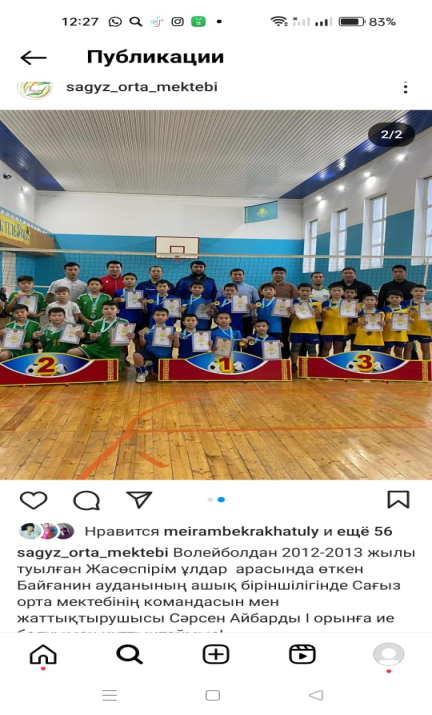 12:27
83%
Публикации
sagyz_orta_mektebi
2/2
2
1
3
Нравится meirambekrakhatuly и ещё 56
sagyz_orta_mektebi Волейболдан 2012-2013 жылы
туылған Жасөспірім ұлдар арасында өткен
Байғанин ауданының ашық біріншілігінде Сағыз
орта мектебінің командасын мен
жаттықтырушысы Сәрсен Айбарды I орынға ие